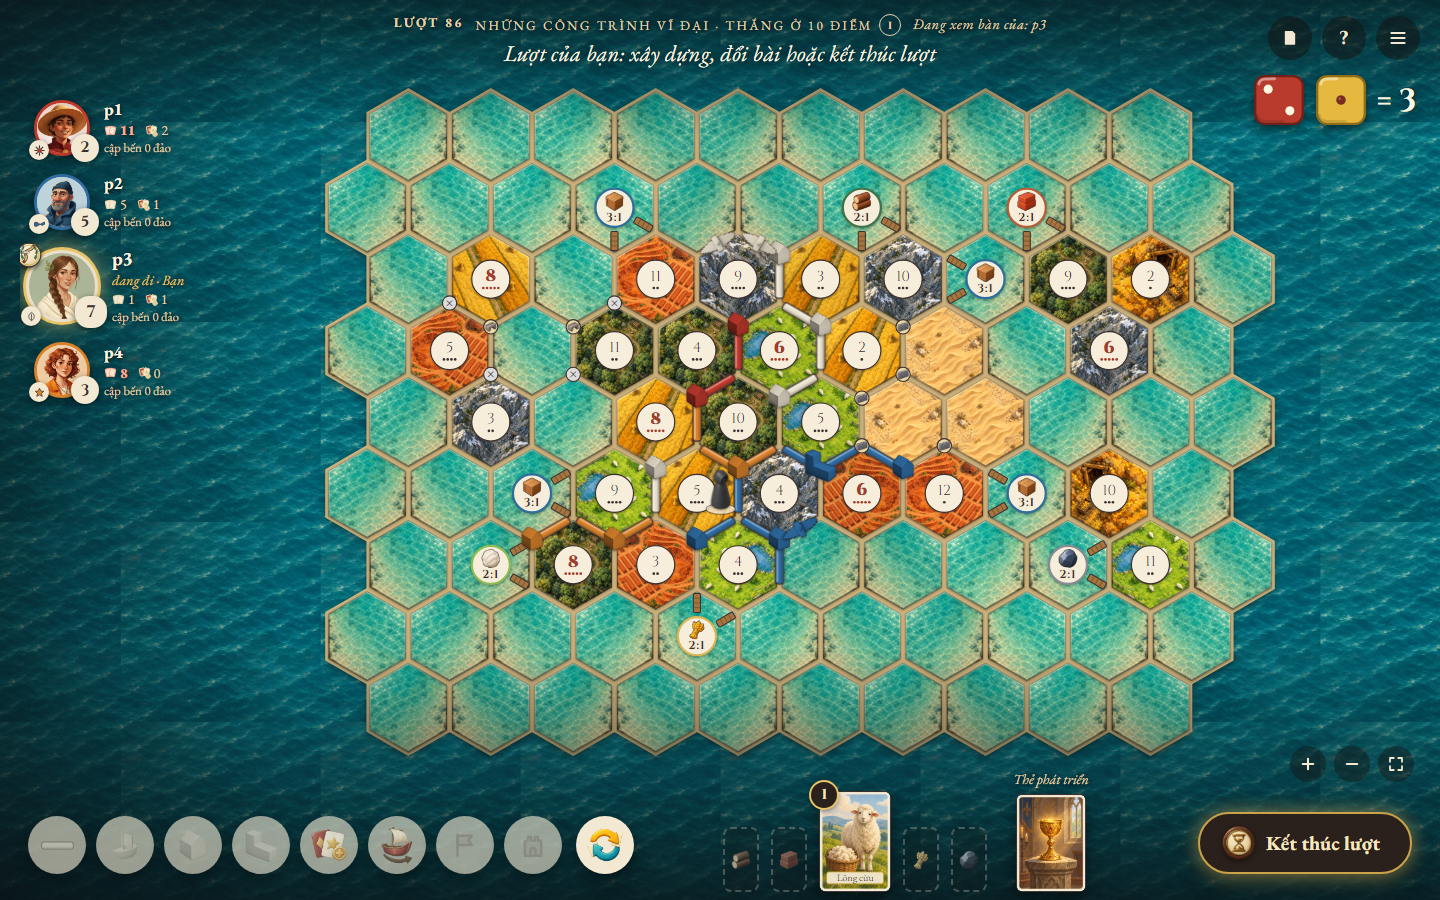 LƯỢT 86 NHỮNG CÔNG TRÌNH VĨ ĐẠI · THẮNG Ở 10 ĐIỂM I Đang xem bàn của: p3
Lượt của bạn: xây dựng, đổi bài hoặc kết thúc lượt
?
= 3
p1
11 2
cập bến 0 đảo
2
p2
5 1
cập bến 0 đảo
5
p3
đang đi · Bạn
1 1
cập bến 0 đảo
7
p4
8 0
cập bến 0 đảo
3
3:1 2:1 2:1
8 11 9 3 10 3:1 9 2
5 11 4 6 2 6
3 8 10 5
3:1 9 5 4 6 12 3:1 10
2:1 8 3 4 2:1 11
2:1
Thẻ phát triển
1
Lông cừu
Kết thúc lượt